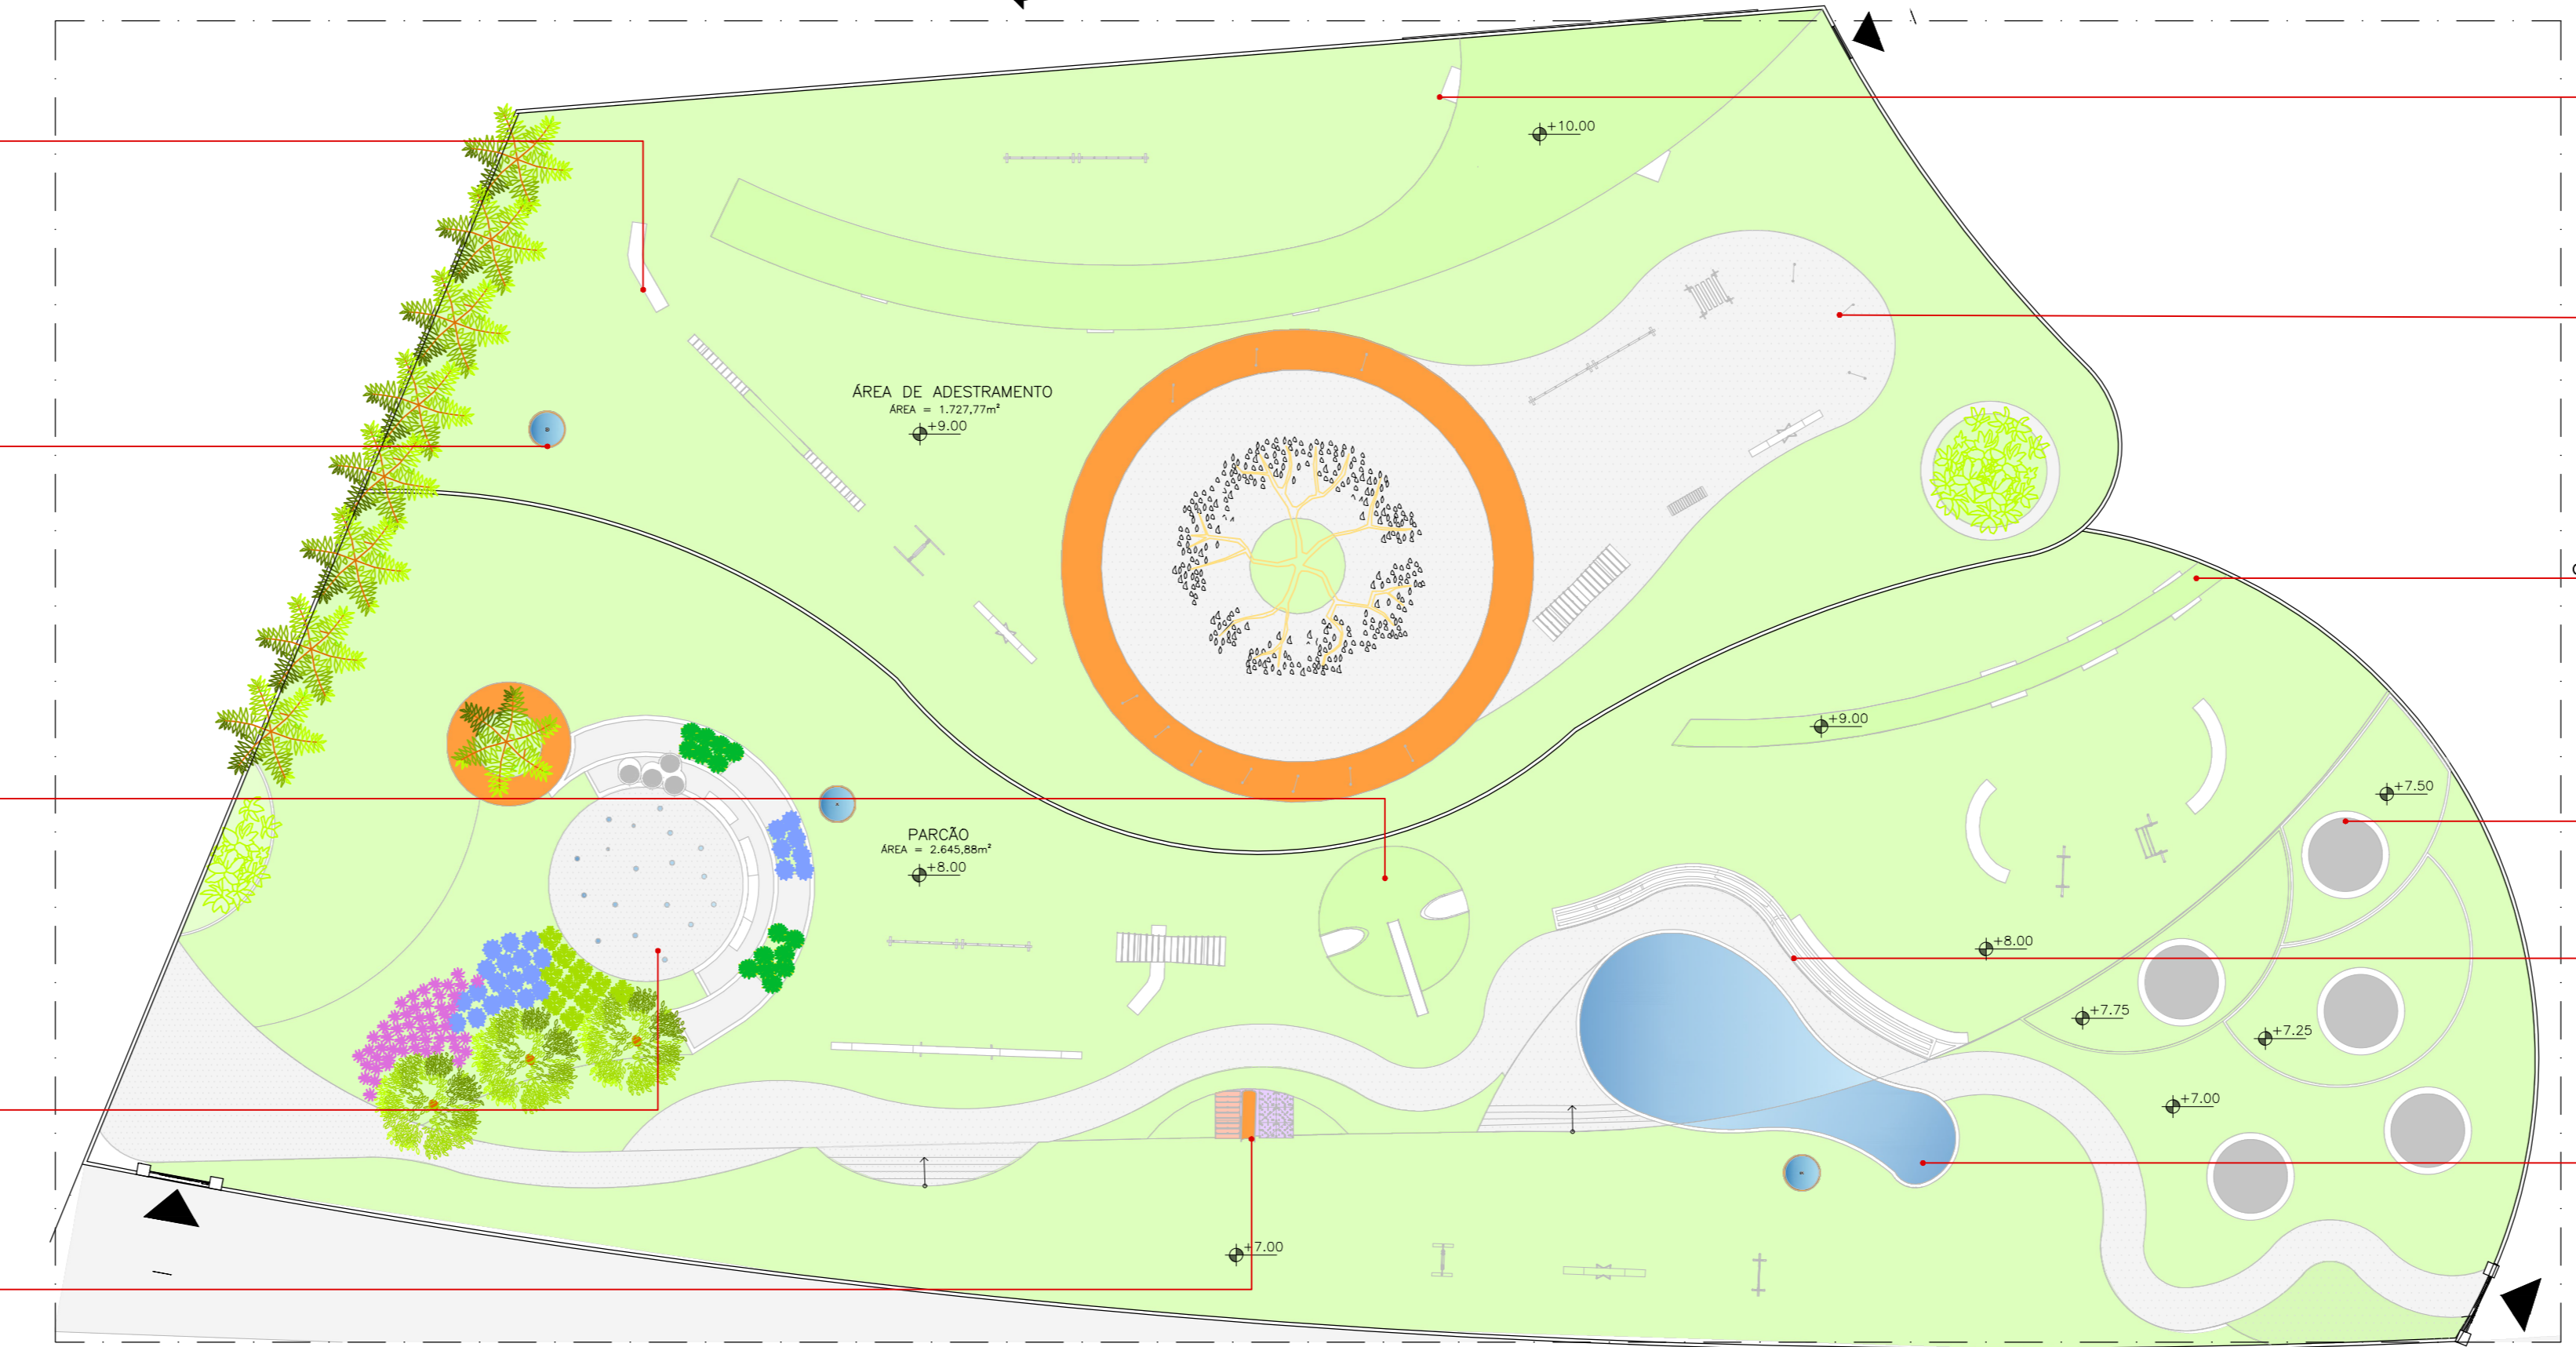 +10.00
ÁREA DE ADESTRAMENTO
ÁREA = 1.727,77m²
+9.00
+9.00
+7.50
PARCÃO
ÁREA = 2.645,88m²
+8.00
+8.00
+7.75
+7.25
+7.00
+7.00